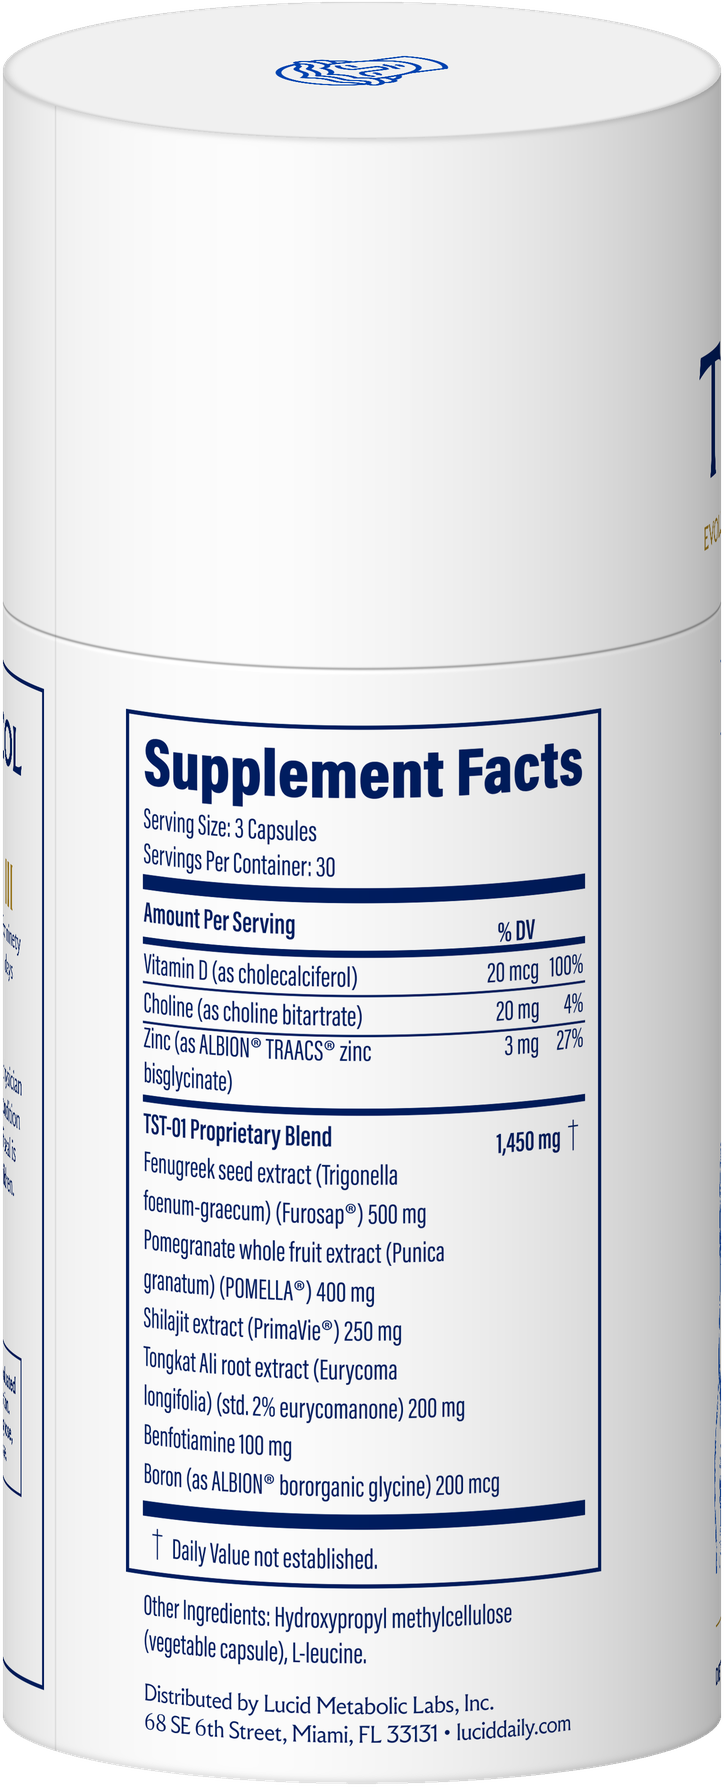 Supplement Facts
Serving Size: 3 Capsules
Servings Per Container: 30
Amount Per Serving % DV
Vitamin D (as cholecalciferol) 20 mcg 100%
Choline (as choline bitartrate) 20 mg 4%
Zinc (as ALBION® TRAACS® zinc 3 mg 27%
bisglycinate)
TST-01 Proprietary Blend 1,450 mg †
Fenugreek seed extract (Trigonella
foenum-graecum) (Furosap®) 500 mg
Pomegranate whole fruit extract (Punica
granatum) (POMELLA®) 400 mg
Shilajit extract (PrimaVie®) 250 mg
Tongkat Ali root extract (Eurycoma
longifolia) (std. 2% eurycomanone) 200 mg
Benfotiamine 100 mg
Boron (as ALBION® bororganic glycine) 200 mcg
† Daily Value not established.
Other Ingredients: Hydroxypropyl methylcellulose
(vegetable capsule), L-leucine.
Distributed by Lucid Metabolic Labs, Inc.
68 SE 6th Street, Miami, FL 33131 • luciddaily.com